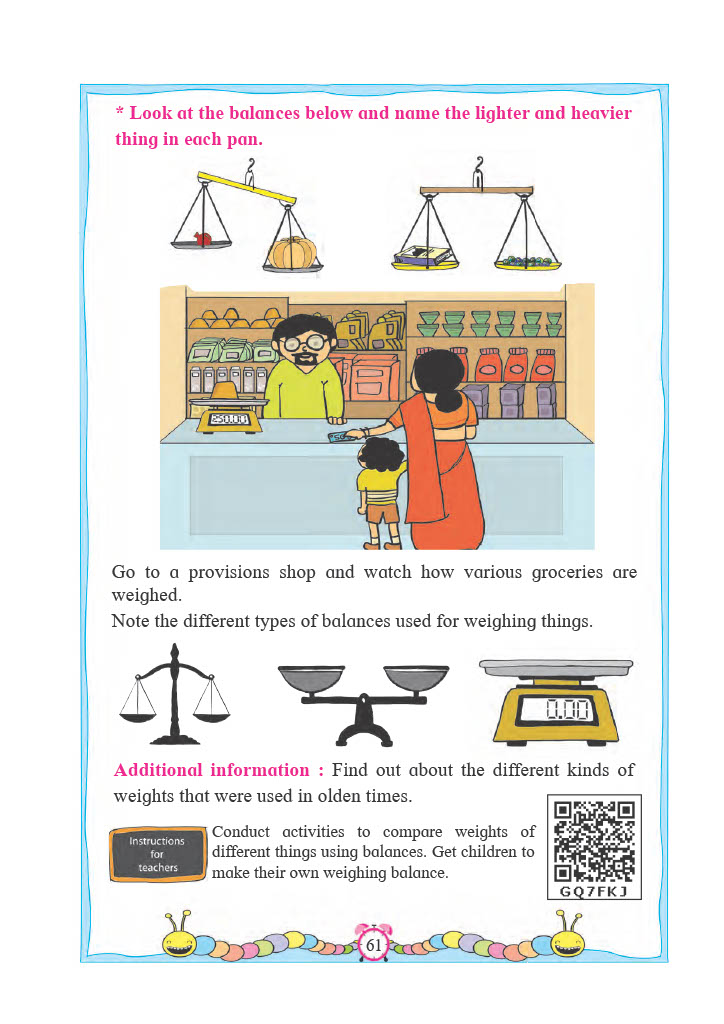 * Look at the balances below and name the lighter and heavier
thing in each pan.
250.00
50
Go to a provisions shop and watch how various groceries are
weighed.
Note the different types of balances used for weighing things.
0.00
Additional information : Find out about the different kinds of
weights that were used in olden times.
Instructions
for
teachers
Conduct activities to compare weights of
different things using balances. Get children to
make their own weighing balance.
GQ7FKJ
61